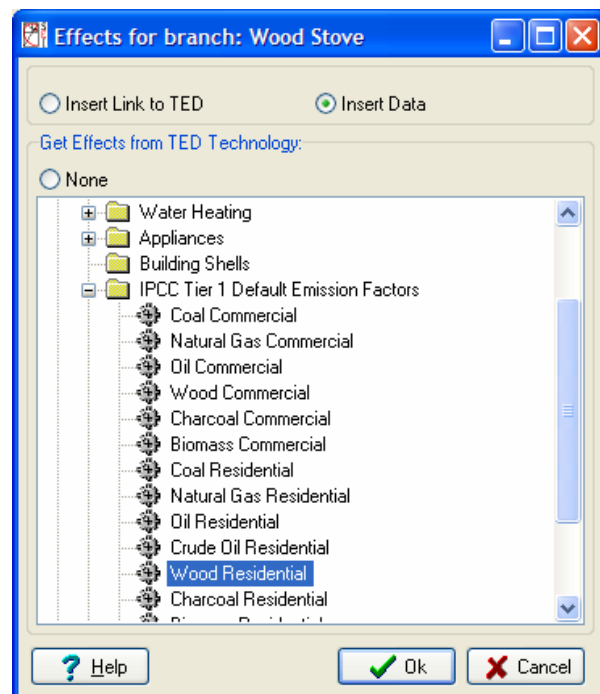 Effects for branch: Wood Stove
Insert Link to TED Insert Data
Get Effects from TED Technology:
None
Water Heating
Appliances
Building Shells
IPCC Tier 1 Default Emission Factors
Coal Commercial
Natural Gas Commercial
Oil Commercial
Wood Commercial
Charcoal Commercial
Biomass Commercial
Coal Residential
Natural Gas Residential
Oil Residential
Crude Oil Residential
Wood Residential
Charcoal Residential
? Help Ok Cancel